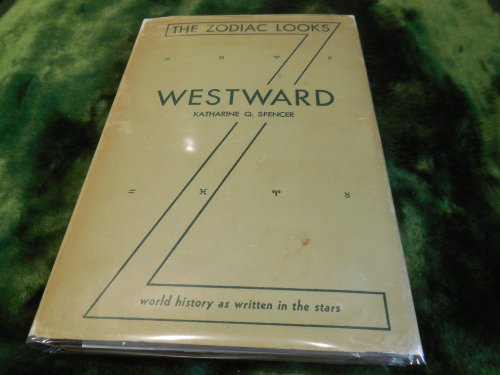 THE ZODIAC LOOKS
♒ ♓ ♈ ♉
WESTWARD
KATHARINE Q. SPENCER
♒ ♓ ♈ ♉
world history as written in the stars